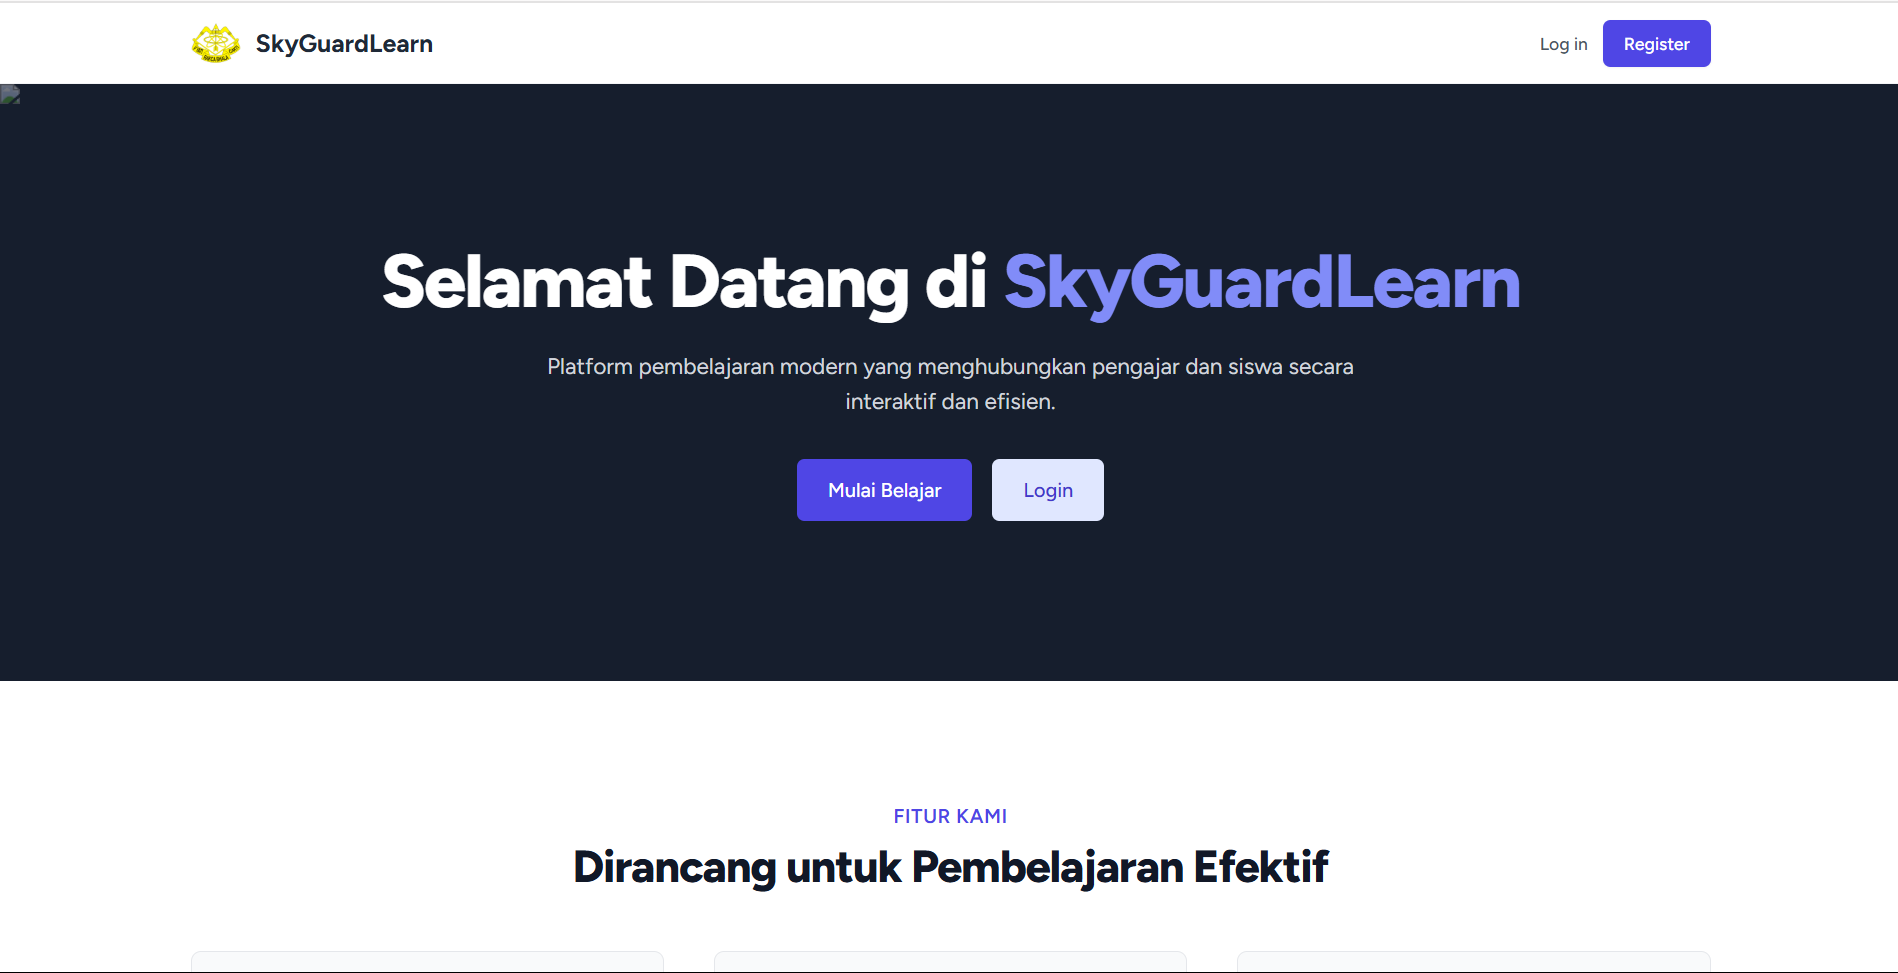 SkyGuardLearn
Log in
Register
Selamat Datang di SkyGuardLearn
Platform pembelajaran modern yang menghubungkan pengajar dan siswa secara
interaktif dan efisien.
Mulai Belajar
Login
FITUR KAMI
Dirancang untuk Pembelajaran Efektif